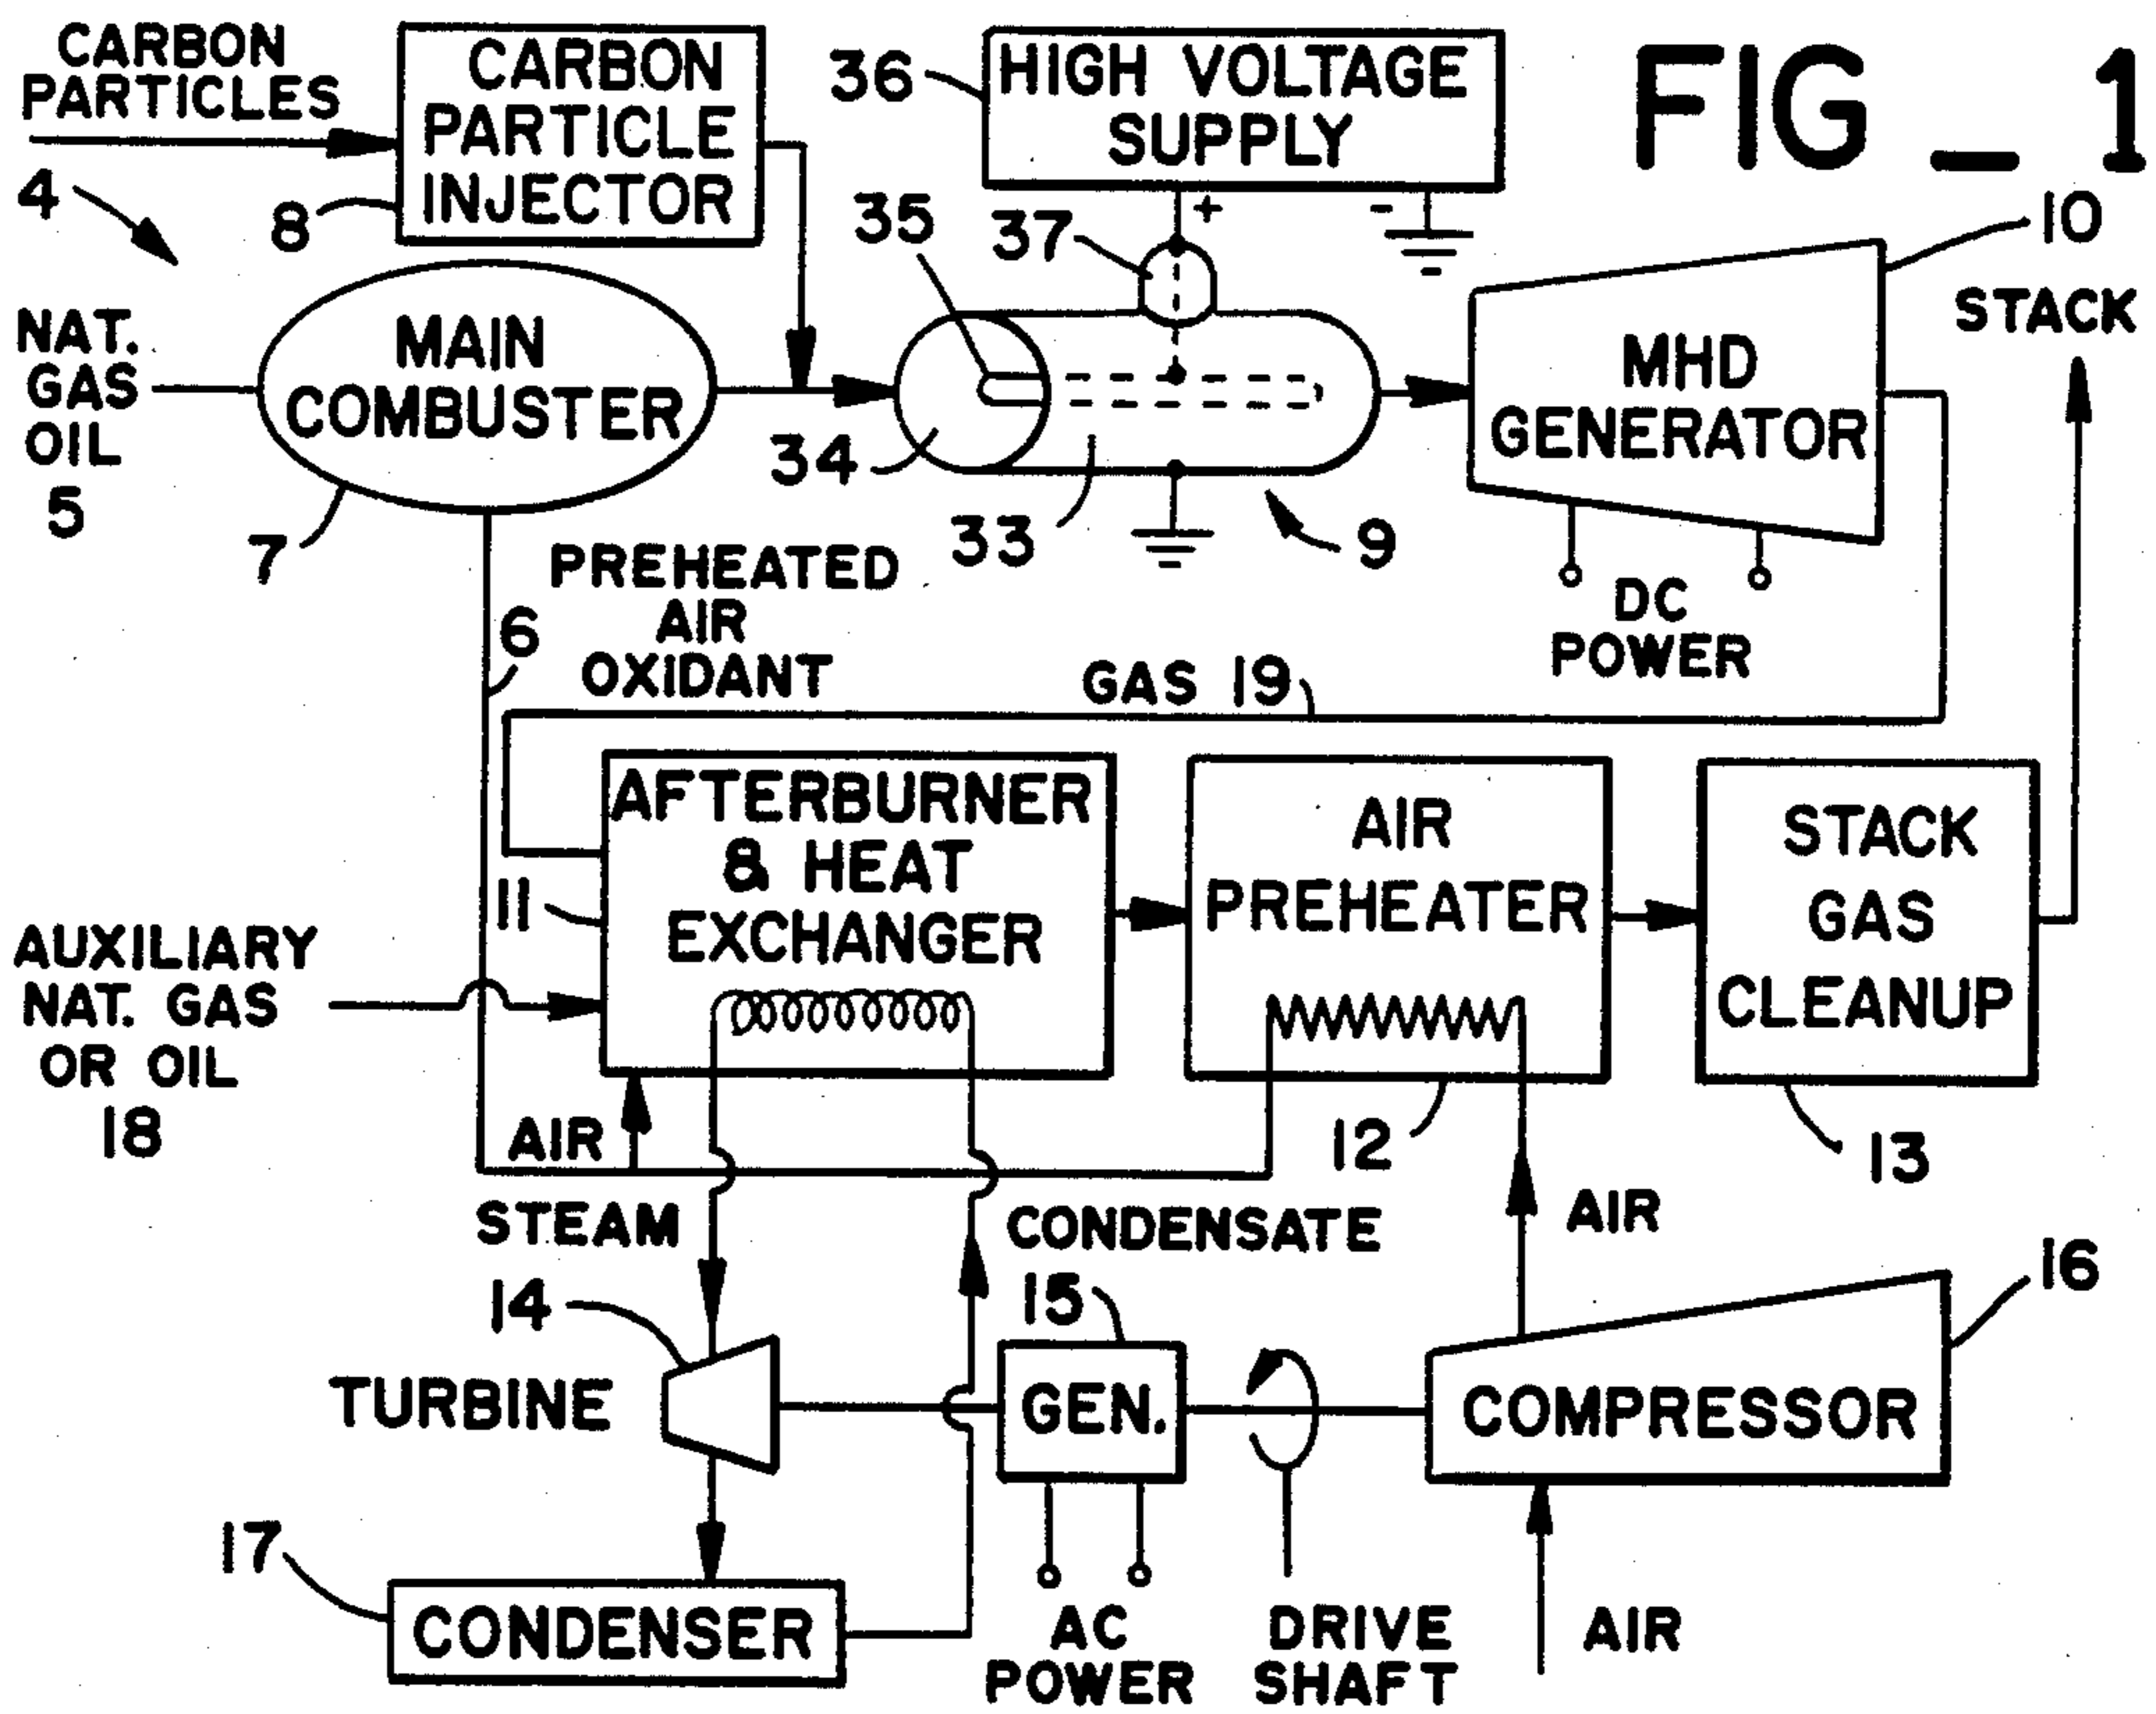 FIG_1
CARBON
PARTICLES
CARBON
PARTICLE
INJECTOR
8
4
36
HIGH VOLTAGE
SUPPLY
+
-
35
37
10
STACK
NAT.
GAS
OIL
5
MAIN
COMBUSTER
7
34
33
9
MHD
GENERATOR
DC
POWER
PREHEATED
AIR
OXIDANT
6
GAS 19
AFTERBURNER
& HEAT
EXCHANGER
11
AIR
PREHEATER
12
STACK
GAS
CLEANUP
13
AUXILIARY
NAT. GAS
OR OIL
18
AIR
STEAM
CONDENSATE
AIR
14
TURBINE
15
GEN.
16
COMPRESSOR
17
CONDENSER
AC
POWER
DRIVE
SHAFT
AIR